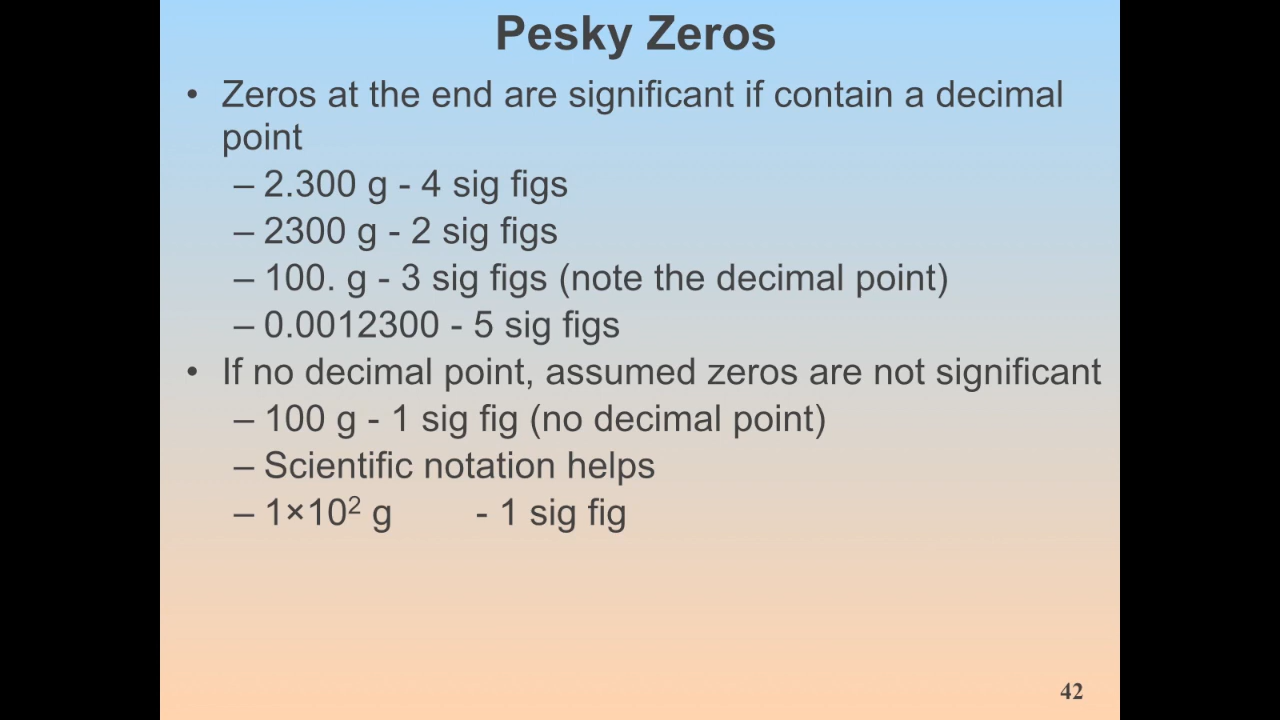 Pesky Zeros
• Zeros at the end are significant if contain a decimal
point
– 2.300 g - 4 sig figs
– 2300 g - 2 sig figs
– 100. g - 3 sig figs (note the decimal point)
– 0.0012300 - 5 sig figs
• If no decimal point, assumed zeros are not significant
– 100 g - 1 sig fig (no decimal point)
– Scientific notation helps
– 1×10² g - 1 sig fig
42